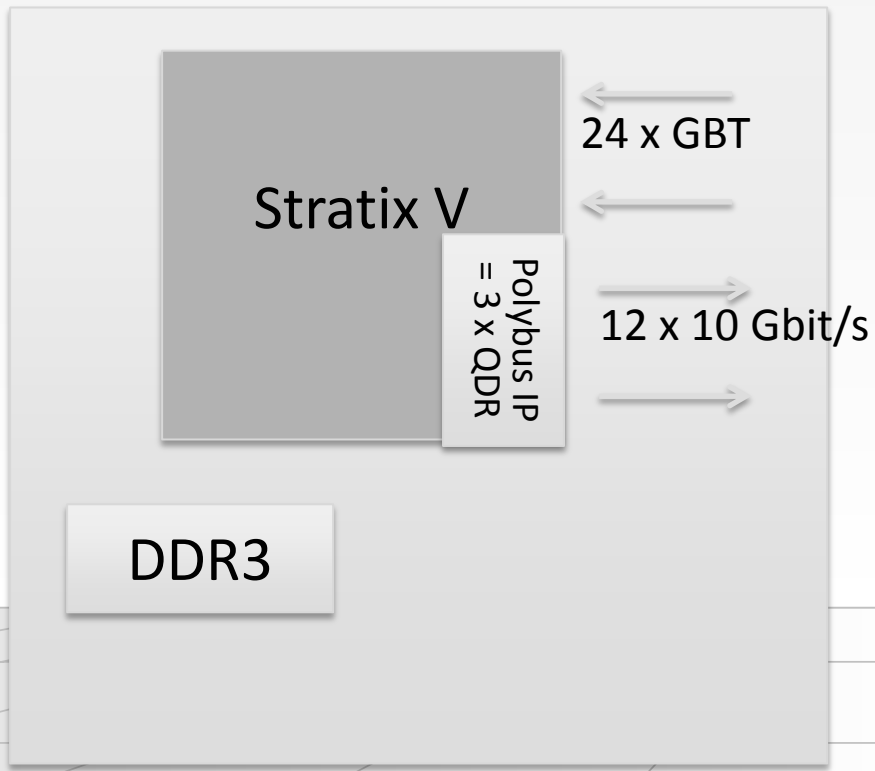 24 x GBT
Stratix V
Polybus IP
= 3 x QDR
12 x 10 Gbit/s
DDR3